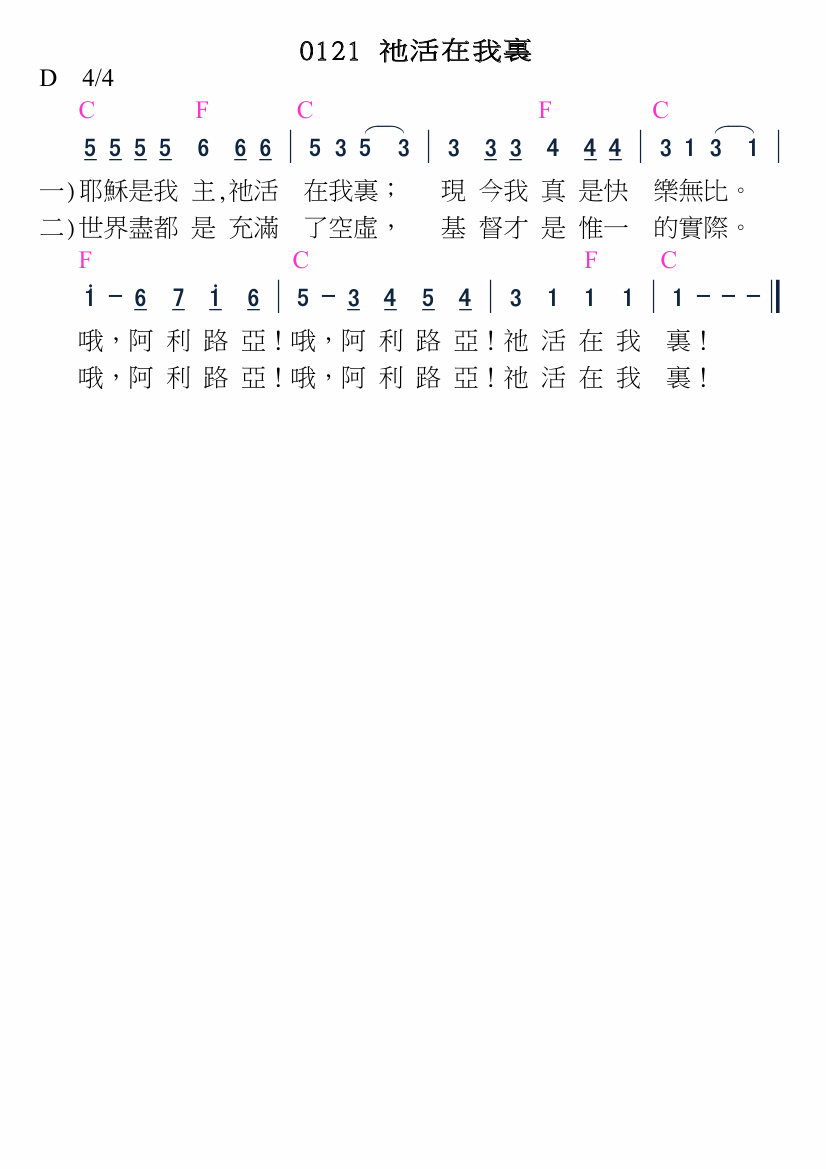 0121 祂活在我裏
D 4/4
C F C F C
5 5 5 5 6 6 6 | 5 3 5 3 | 3 3 3 4 4 4 | 3 1 3 1 |
一)耶穌是我 主,祂活 在我裏； 現 今我 真 是快 樂無比。
二)世界盡都 是 充滿 了空虛， 基 督才 是 惟一 的實際。
F C F C
i - 6 7 i 6 | 5 - 3 4 5 4 | 3 1 1 1 | 1 - - - ||
哦，阿 利 路 亞！哦，阿 利 路 亞！祂 活 在 我 裏！
哦，阿 利 路 亞！哦，阿 利 路 亞！祂 活 在 我 裏！